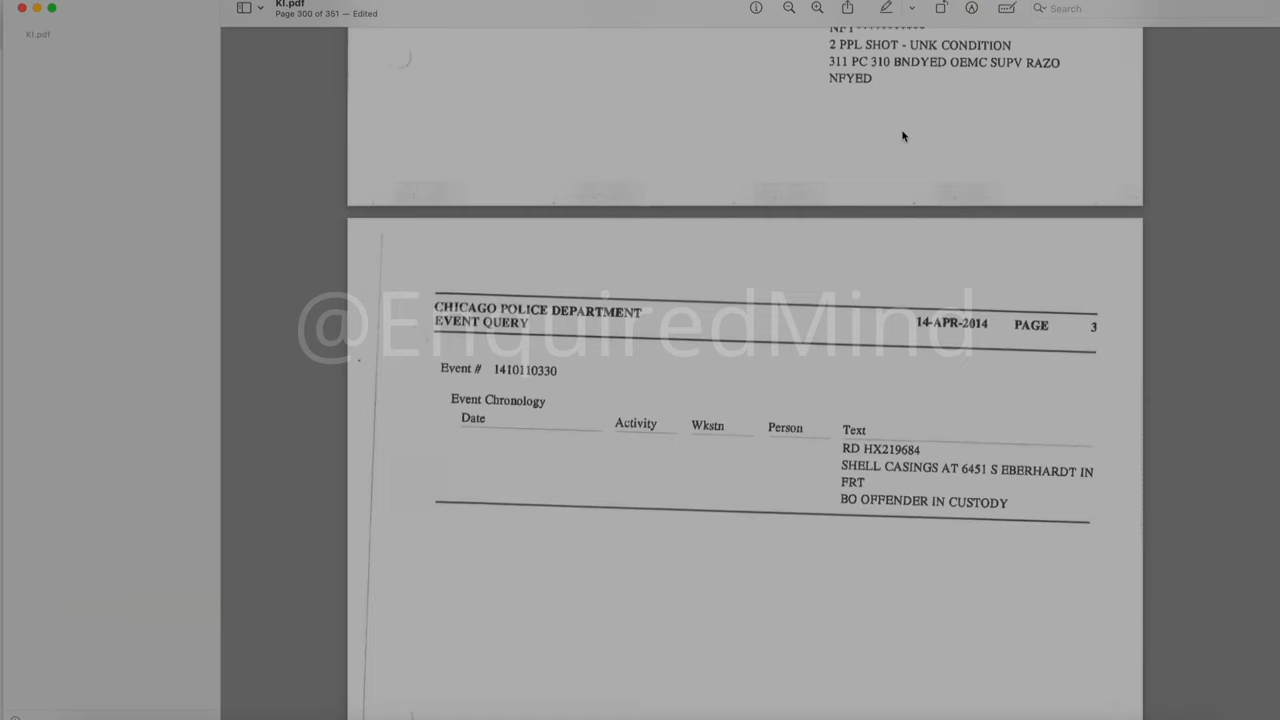 KI.pdf
Page 300 of 351 — Edited
Search
KI.pdf
2 PPL SHOT - UNK CONDITION
311 PC 310 BNDYED OEMC SUPV RAZO
NFYED
@EnquiredMind
CHICAGO POLICE DEPARTMENT
EVENT QUERY
14-APR-2014 PAGE 3
Event # 1410110330
Event Chronology
Date Activity Wkstn Person Text
RD HX219684
SHELL CASINGS AT 6451 S EBERHARDT IN
FRT
BO OFFENDER IN CUSTODY